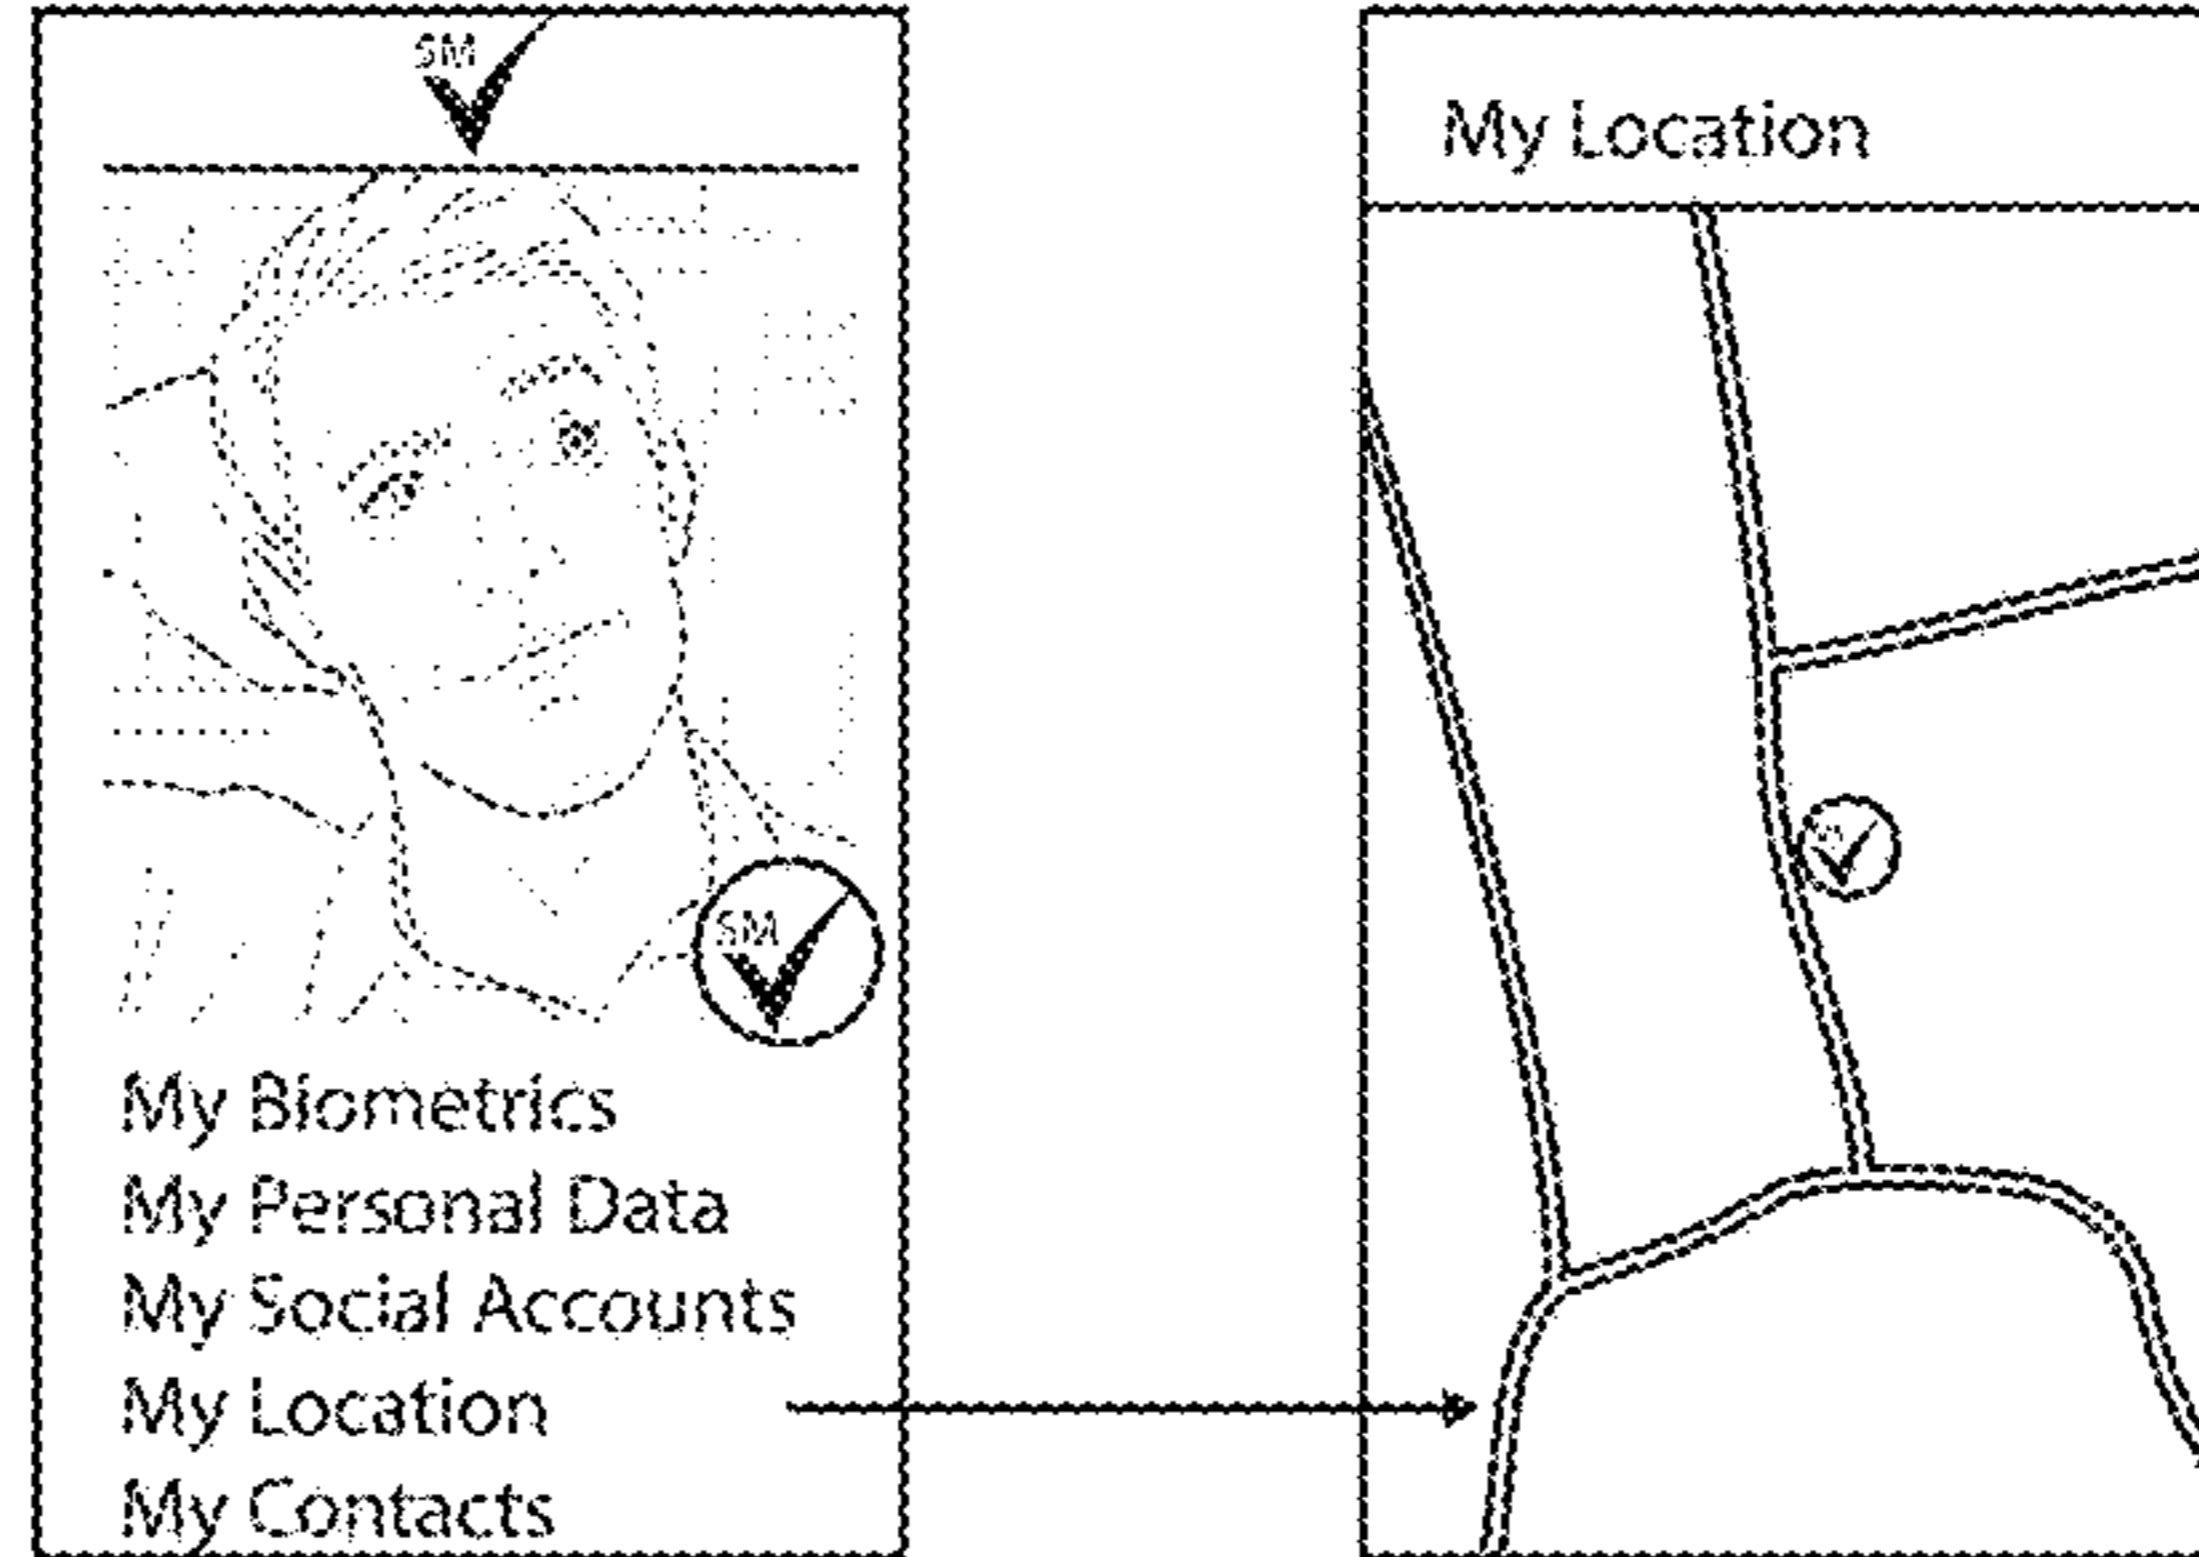 SM
SM
My Biometrics
My Personal Data
My Social Accounts
My Location
My Contacts
My Location